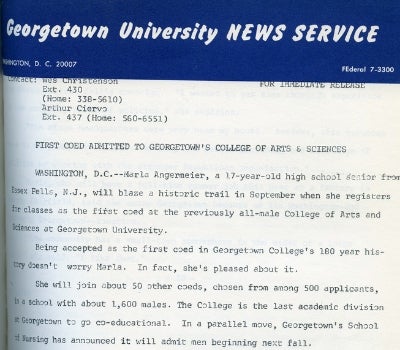 Georgetown University NEWS SERVICE
WASHINGTON, D. C. 20007 FEderal 7-3300
Contact: Wes Christenson FOR IMMEDIATE RELEASE
Ext. 430
(Home: 338-5610)
Arthur Ciervo
Ext. 437 (Home: 560-6551)
FIRST COED ADMITTED TO GEORGETOWN'S COLLEGE OF ARTS & SCIENCES
WASHINGTON, D.C.--Marla Angermeier, a 17-year-old high school senior from
Essex Fells, N.J., will blaze a historic trail in September when she registers
for classes as the first coed at the previously all-male College of Arts and
Sciences at Georgetown University.
Being accepted as the first coed in Georgetown College's 180 year his-
tory doesn't worry Marla. In fact, she's pleased about it.
She will join about 50 other coeds, chosen from among 500 applicants,
in a school with about 1,600 males. The College is the last academic division
at Georgetown to go co-educational. In a parallel move, Georgetown's School
of Nursing has announced it will admit men beginning next fall.